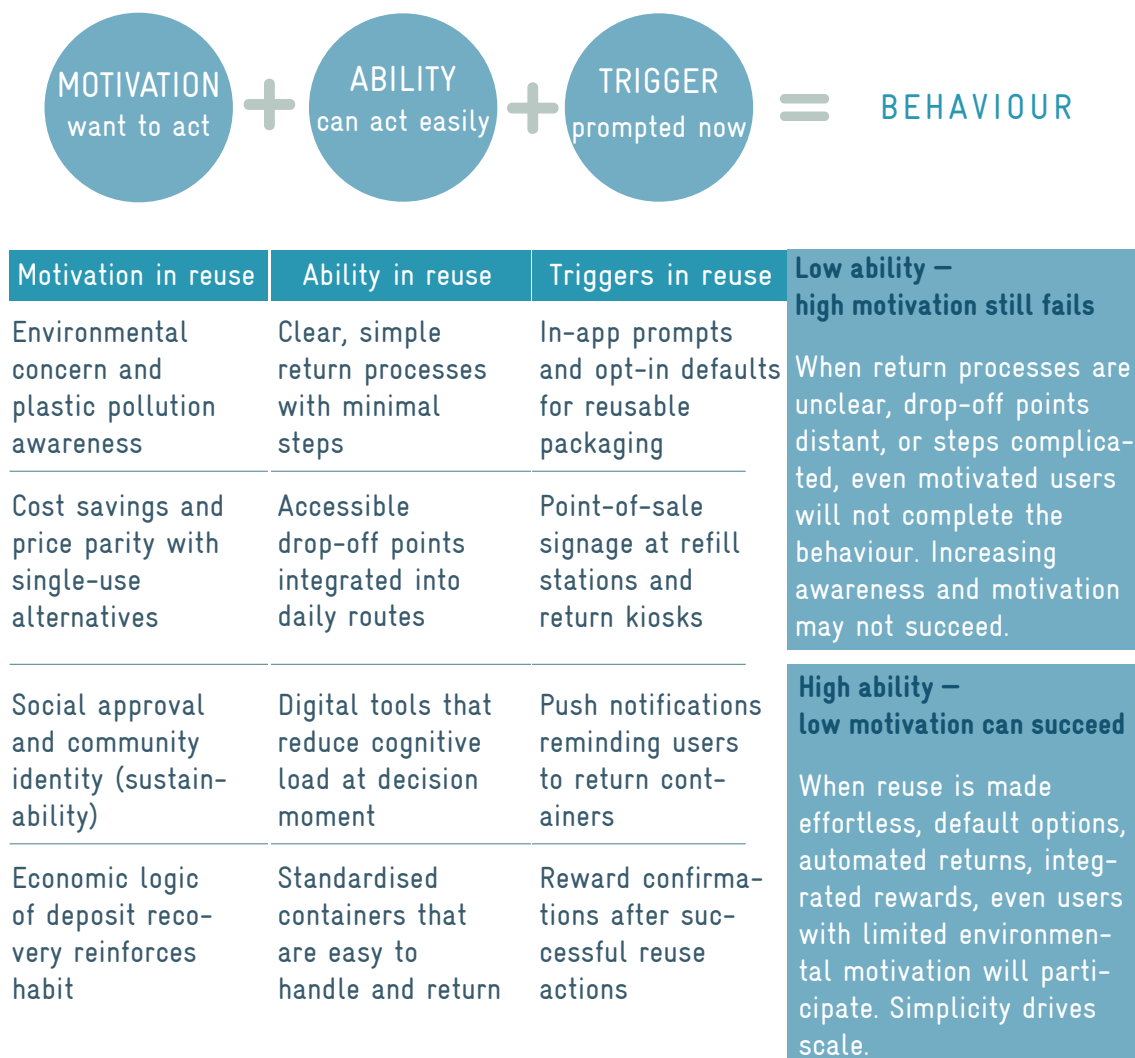 MOTIVATION
want to act
+
ABILITY
can act easily
+
TRIGGER
prompted now
=
BEHAVIOUR
Motivation in reuse
Environmental
concern and
plastic pollution
awareness
Cost savings and
price parity with
single-use
alternatives
Social approval
and community
identity (sustain-
ability)
Economic logic
of deposit reco-
very reinforces
habit
Ability in reuse
Clear, simple
return processes
with minimal
steps
Accessible
drop-off points
integrated into
daily routes
Digital tools that
reduce cognitive
load at decision
moment
Standardised
containers that
are easy to
handle and return
Triggers in reuse
In-app prompts
and opt-in defaults
for reusable
packaging
Point-of-sale
signage at refill
stations and
return kiosks
Push notifications
reminding users
to return cont-
ainers
Reward confirma-
tions after suc-
cessful reuse
actions
Low ability —
high motivation still fails
When return processes are
unclear, drop-off points
distant, or steps complica-
ted, even motivated users
will not complete the
behaviour. Increasing
awareness and motivation
may not succeed.
High ability —
low motivation can succeed
When reuse is made
effortless, default options,
automated returns, integ-
rated rewards, even users
with limited environmen-
tal motivation will parti-
cipate. Simplicity drives
scale.